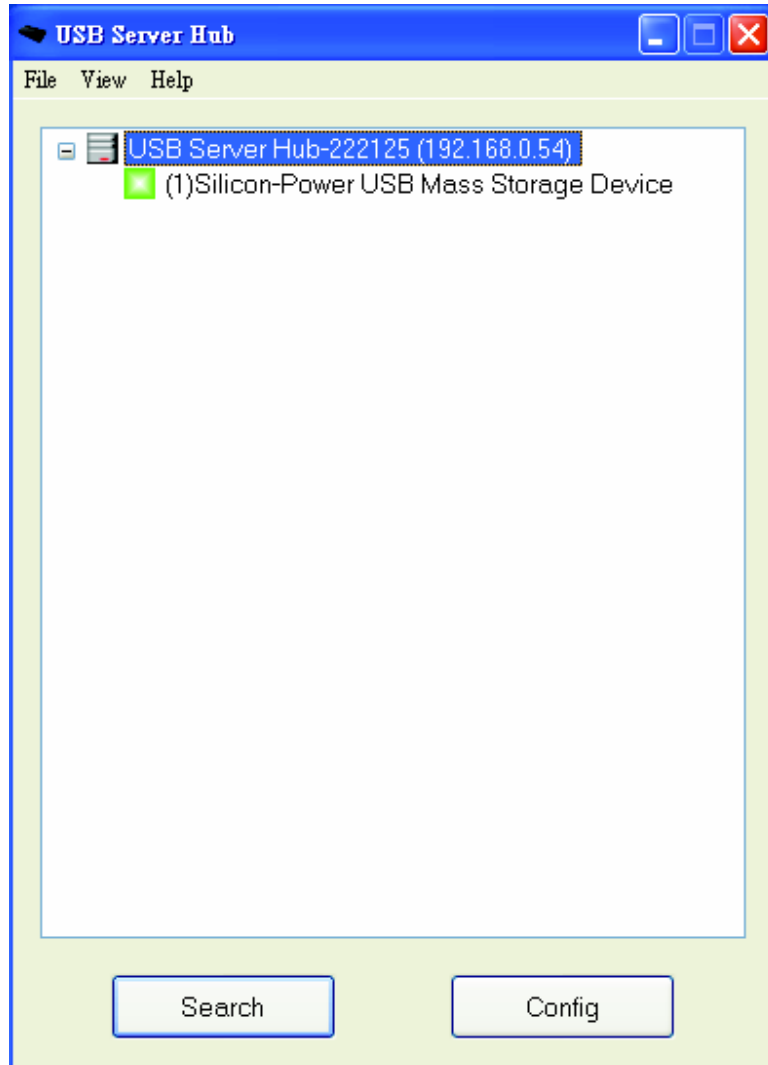 USB Server Hub
File View Help
USB Server Hub-222125 (192.168.0.54)
(1)Silicon-Power USB Mass Storage Device
Search Config